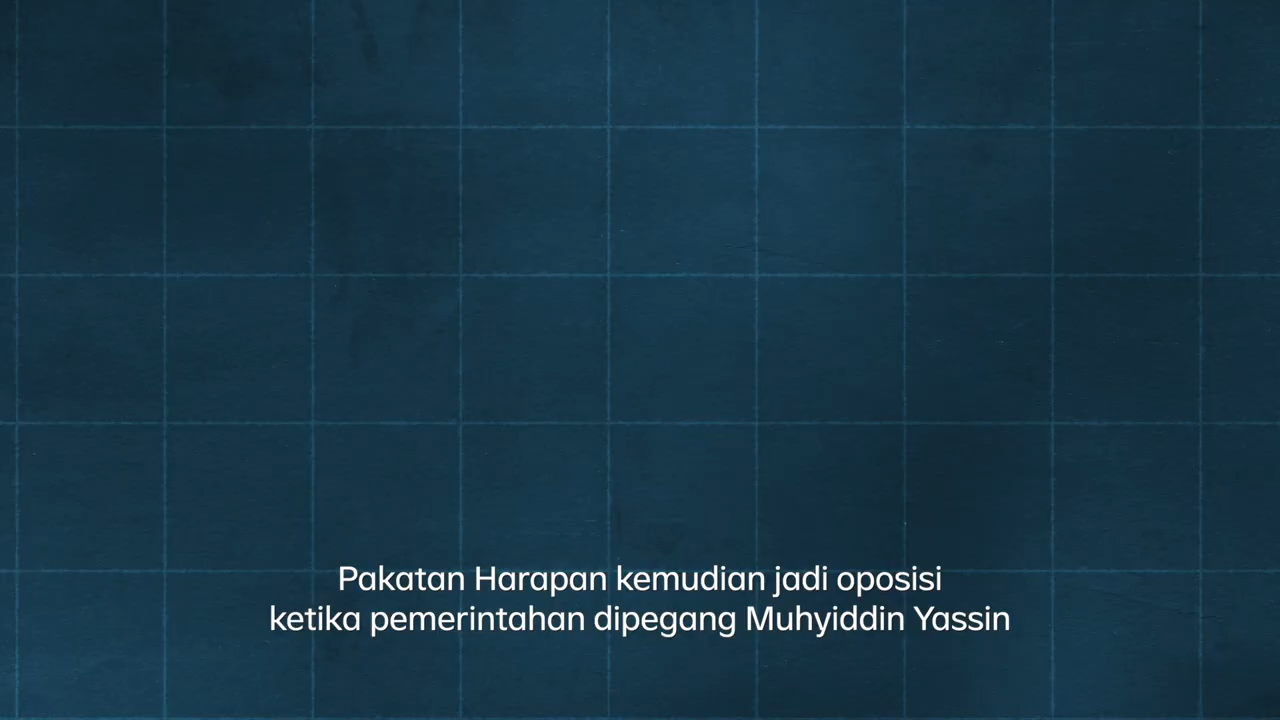 Pakatan Harapan kemudian jadi oposisi
ketika pemerintahan dipegang Muhyiddin Yassin